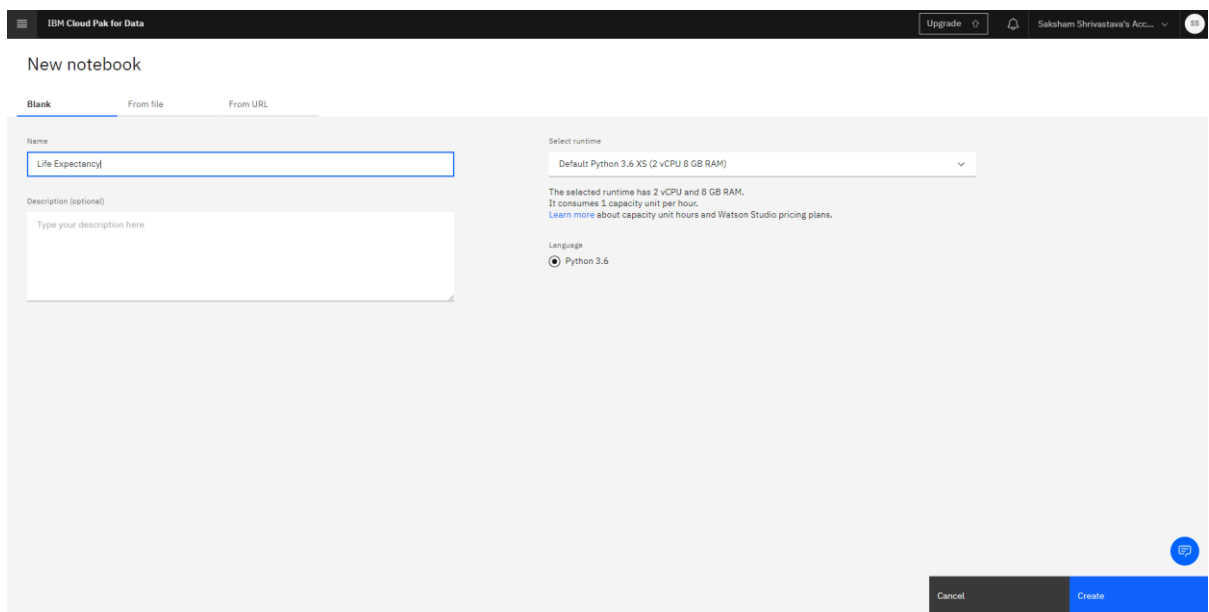 IBM Cloud Pak for Data
Upgrade
Saksham Shrivastava's Acc...
SS
New notebook
Blank
From file
From URL
Name
Life Expectancy
Description (optional)
Type your description here
Select runtime
Default Python 3.6 XS (2 vCPU 8 GB RAM)
The selected runtime has 2 vCPU and 8 GB RAM.
It consumes 1 capacity unit per hour.
Learn more about capacity unit hours and Watson Studio pricing plans.
Language
Python 3.6
Cancel
Create